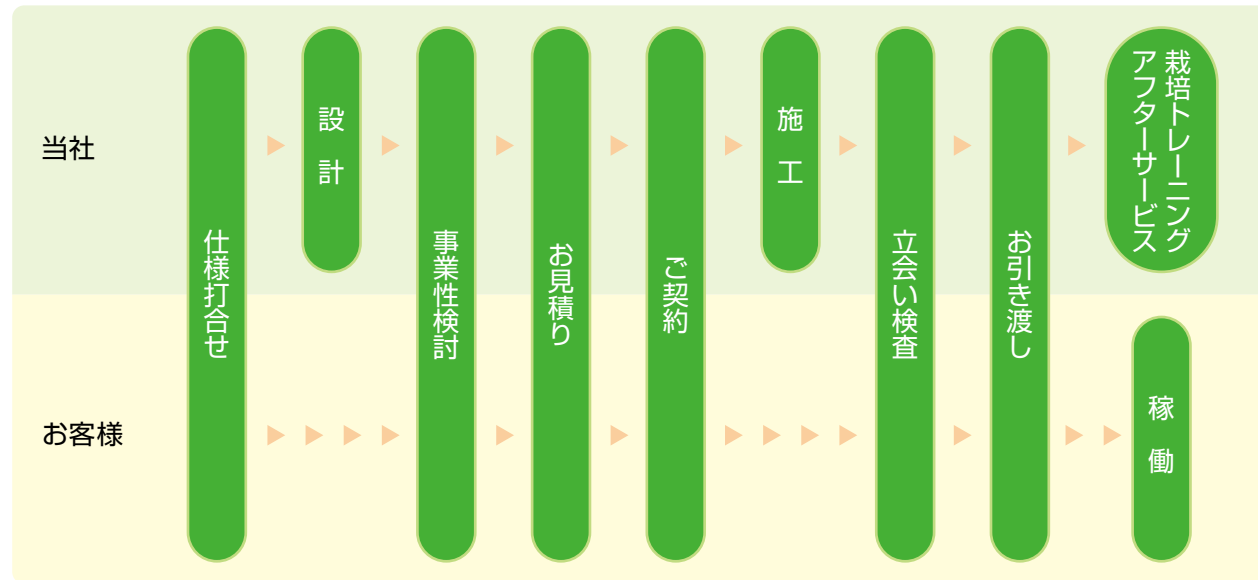 当社
お客様
仕様打合せ
設計
事業性検討
お見積り
ご契約
施工
立会い検査
お引き渡し
栽培トレーニング
アフターサービス
稼働